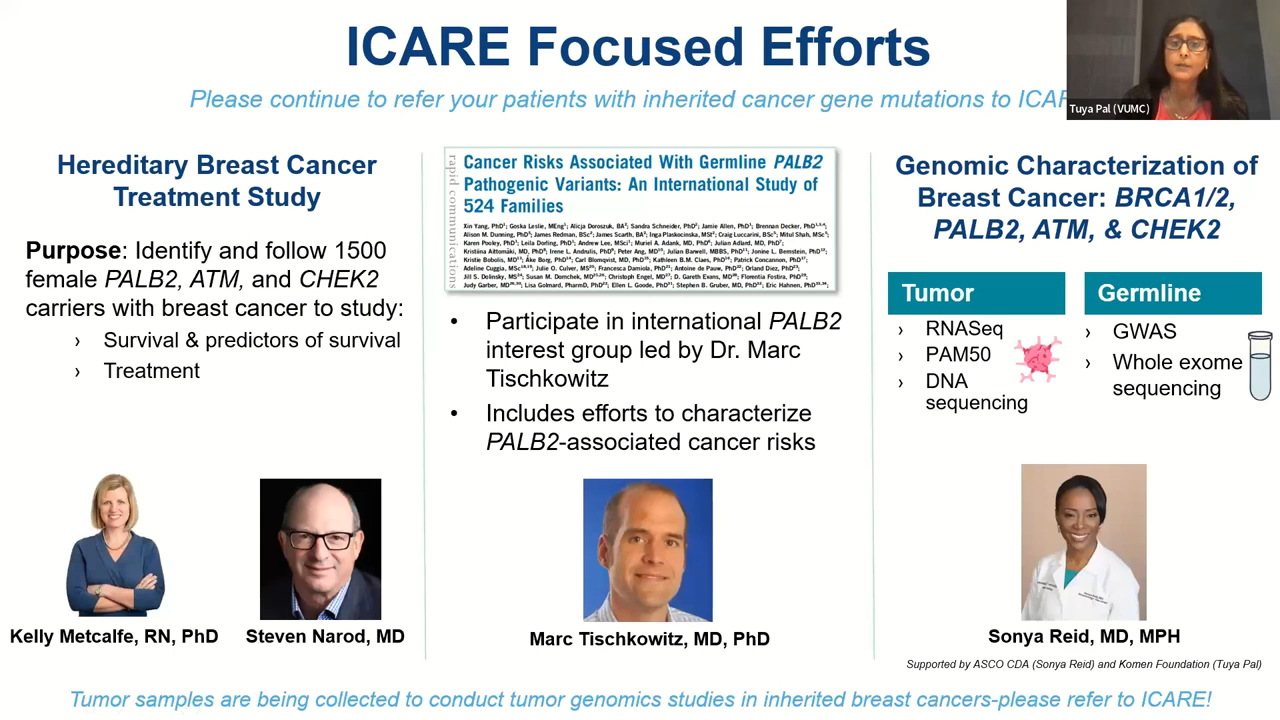 ICARE Focused Efforts
Please continue to refer your patients with inherited cancer gene mutations to
Tuya Pal (VUMC)
Hereditary Breast Cancer
Treatment Study
Purpose: Identify and follow 1500
female PALB2, ATM, and CHEK2
carriers with breast cancer to study:
› Survival & predictors of survival
› Treatment
Kelly Metcalfe, RN, PhD
Steven Narod, MD
rapid communications
Cancer Risks Associated With Germline PALB2
Pathogenic Variants: An International Study of
524 Families
• Participate in international PALB2
interest group led by Dr. Marc
Tischkowitz
• Includes efforts to characterize
PALB2-associated cancer risks
Marc Tischkowitz, MD, PhD
Genomic Characterization of
Breast Cancer: BRCA1/2,
PALB2, ATM, & CHEK2
Tumor
› RNASeq
› PAM50
› DNA
sequencing
Germline
› GWAS
› Whole exome
sequencing
Sonya Reid, MD, MPH
Supported by ASCO CDA (Sonya Reid) and Komen Foundation (Tuya Pal)
Tumor samples are being collected to conduct tumor genomics studies in inherited breast cancers-please refer to ICARE!